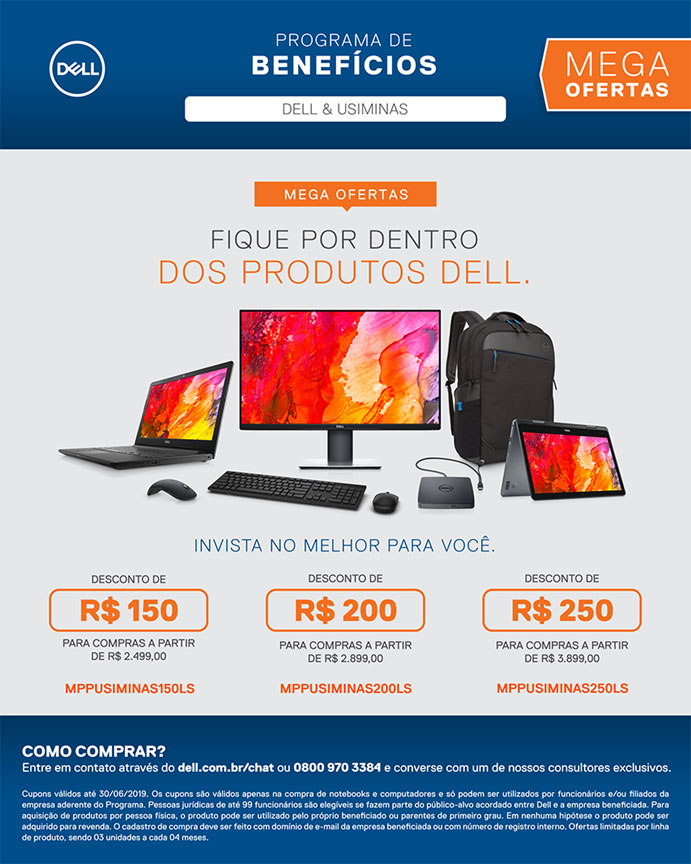 DELL
PROGRAMA DE
BENEFÍCIOS
DELL & USIMINAS
MEGA
OFERTAS
MEGA OFERTAS
FIQUE POR DENTRO
DOS PRODUTOS DELL.
DELL
INVISTA NO MELHOR PARA VOCÊ.
DESCONTO DE
R$ 150
PARA COMPRAS A PARTIR
DE R$ 2.499,00
MPPUSIMINAS150LS
DESCONTO DE
R$ 200
PARA COMPRAS A PARTIR
DE R$ 2.899,00
MPPUSIMINAS200LS
DESCONTO DE
R$ 250
PARA COMPRAS A PARTIR
DE R$ 3.899,00
MPPUSIMINAS250LS
COMO COMPRAR?
Entre em contato através do dell.com.br/chat ou 0800 970 3384 e converse com um de nossos consultores exclusivos.
Cupons válidos até 30/06/2019. Os cupons são válidos apenas na compra de notebooks e computadores e só podem ser utilizados por funcionários e/ou filiados da
empresa aderente do Programa. Pessoas jurídicas de até 99 funcionários são elegíveis se fazem parte do público-alvo acordado entre Dell e a empresa beneficiada. Para
aquisição de produtos por pessoa física, o produto pode ser utilizado pelo próprio beneficiado ou parentes de primeiro grau. Em nenhuma hipótese o produto pode ser
adquirido para revenda. O cadastro de compra deve ser feito com domínio de e-mail da empresa beneficiada ou com número de registro interno. Ofertas limitadas por linha
de produto, sendo 03 unidades a cada 04 meses.